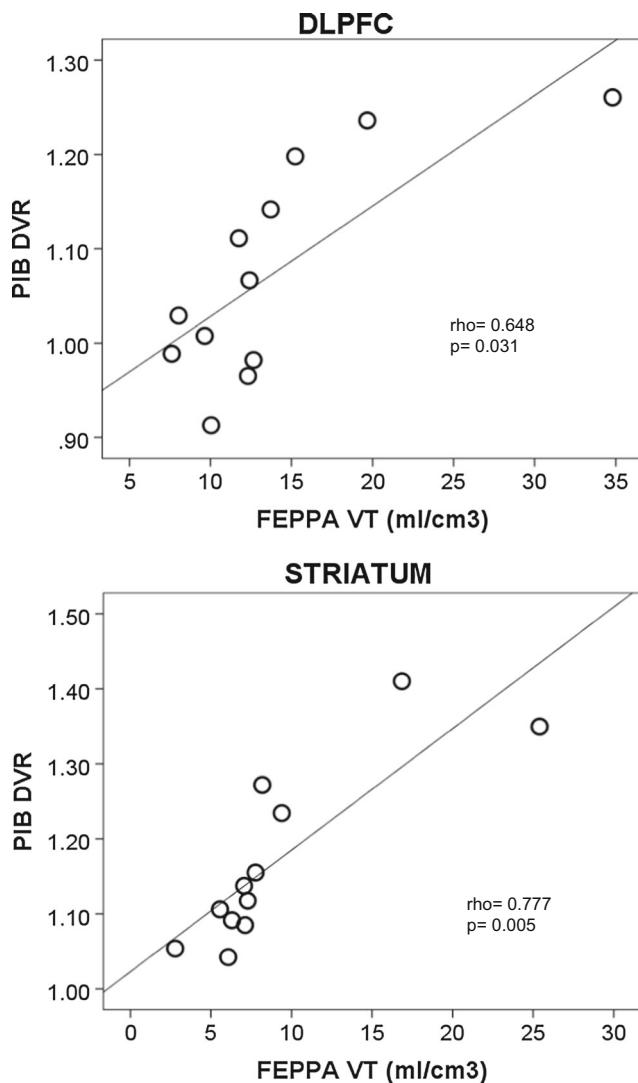 DLPFC
1.30
1.20
1.10
1.00
.90
PIB DVR
rho= 0.648
p= 0.031
5 10 15 20 25 30 35
FEPPA VT (ml/cm3)
STRIATUM
1.50
1.40
1.30
1.20
1.10
1.00
PIB DVR
rho= 0.777
p= 0.005
0 5 10 15 20 25 30
FEPPA VT (ml/cm3)